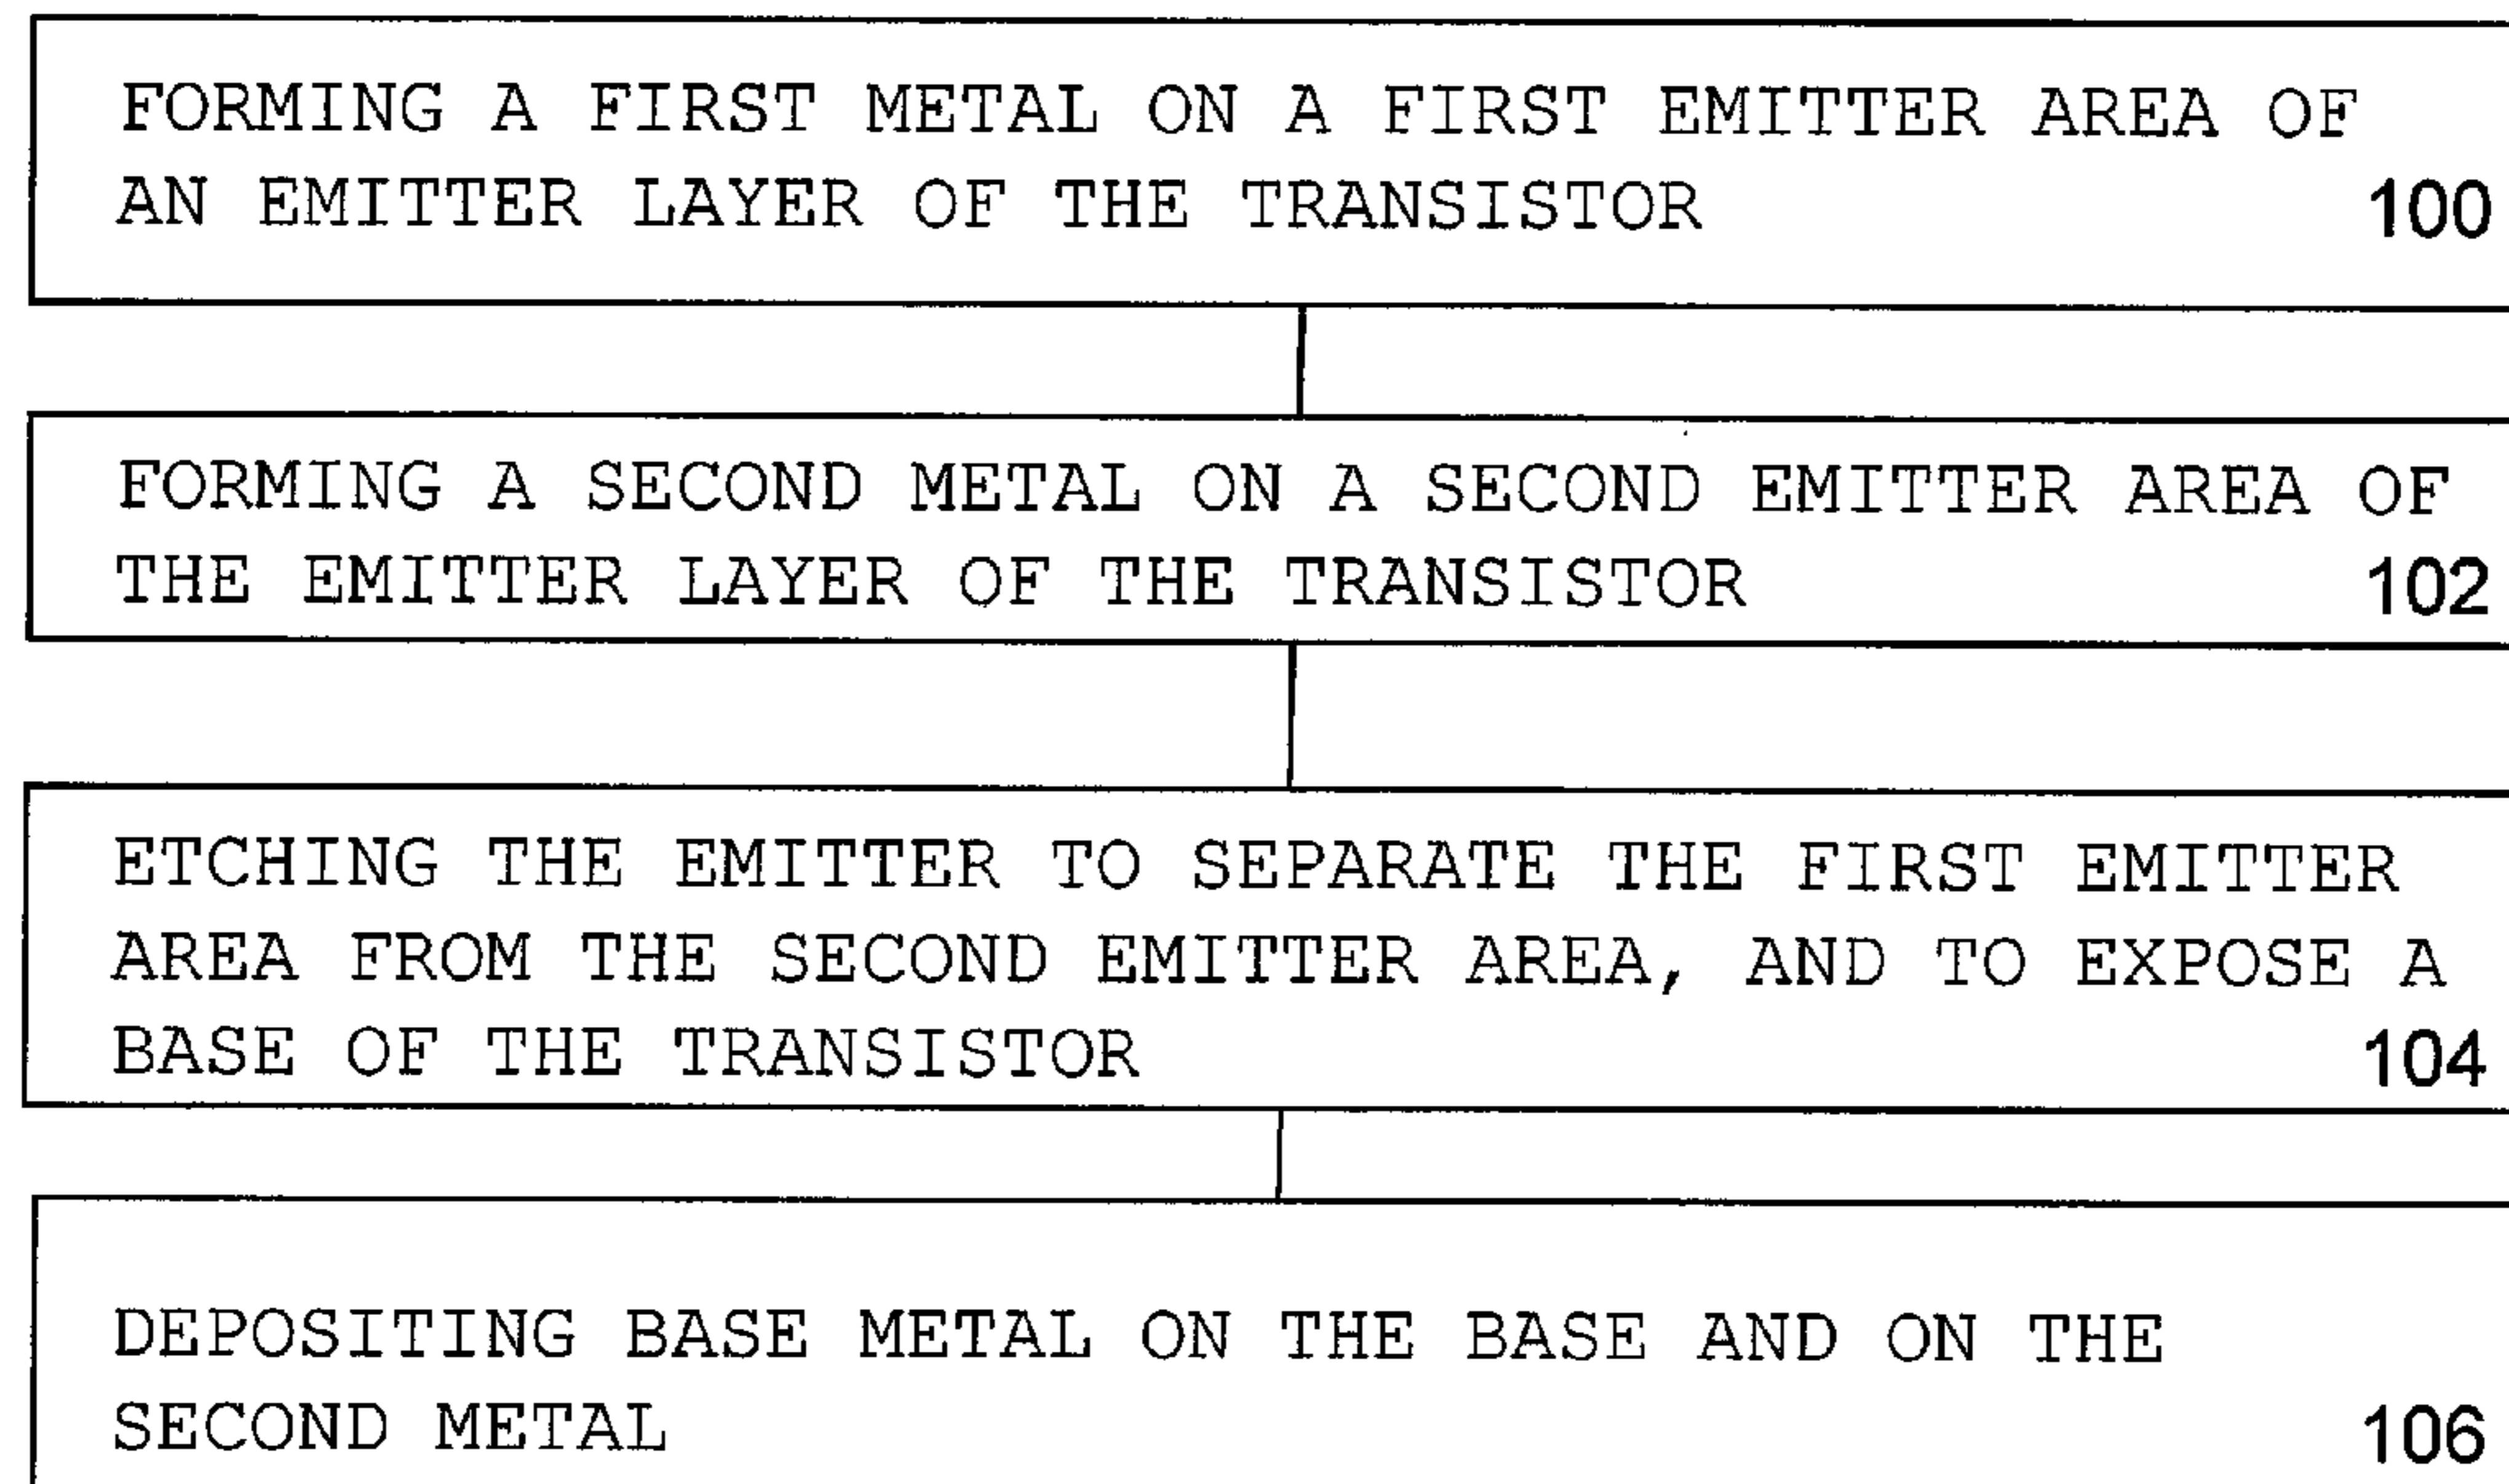 FORMING A FIRST METAL ON A FIRST EMITTER AREA OF
AN EMITTER LAYER OF THE TRANSISTOR 100
FORMING A SECOND METAL ON A SECOND EMITTER AREA OF
THE EMITTER LAYER OF THE TRANSISTOR 102
ETCHING THE EMITTER TO SEPARATE THE FIRST EMITTER
AREA FROM THE SECOND EMITTER AREA, AND TO EXPOSE A
BASE OF THE TRANSISTOR 104
DEPOSITING BASE METAL ON THE BASE AND ON THE
SECOND METAL 106